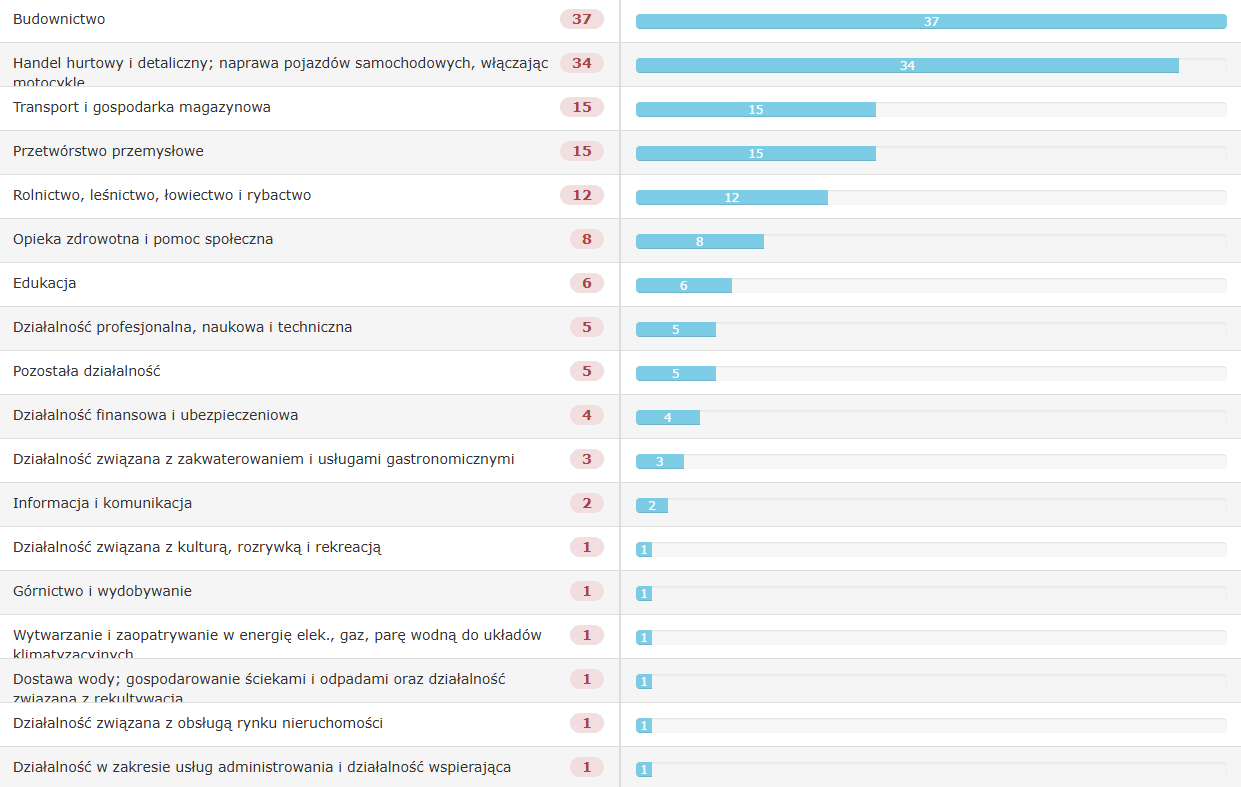 Budownictwo 37 37
Handel hurtowy i detaliczny; naprawa pojazdów samochodowych, włączając 34 34
motocykle
Transport i gospodarka magazynowa 15 15
Przetwórstwo przemysłowe 15 15
Rolnictwo, leśnictwo, łowiectwo i rybactwo 12 12
Opieka zdrowotna i pomoc społeczna 8 8
Edukacja 6 6
Działalność profesjonalna, naukowa i techniczna 5 5
Pozostała działalność 5 5
Działalność finansowa i ubezpieczeniowa 4 4
Działalność związana z zakwaterowaniem i usługami gastronomicznymi 3 3
Informacja i komunikacja 2 2
Działalność związana z kulturą, rozrywką i rekreacją 1 1
Górnictwo i wydobywanie 1 1
Wytwarzanie i zaopatrywanie w energię elek., gaz, parę wodną do układów 1 1
klimatyzacyjnych
Dostawa wody; gospodarowanie ściekami i odpadami oraz działalność 1 1
związana z rekultywacją
Działalność związana z obsługą rynku nieruchomości 1 1
Działalność w zakresie usług administrowania i działalność wspierająca 1 1